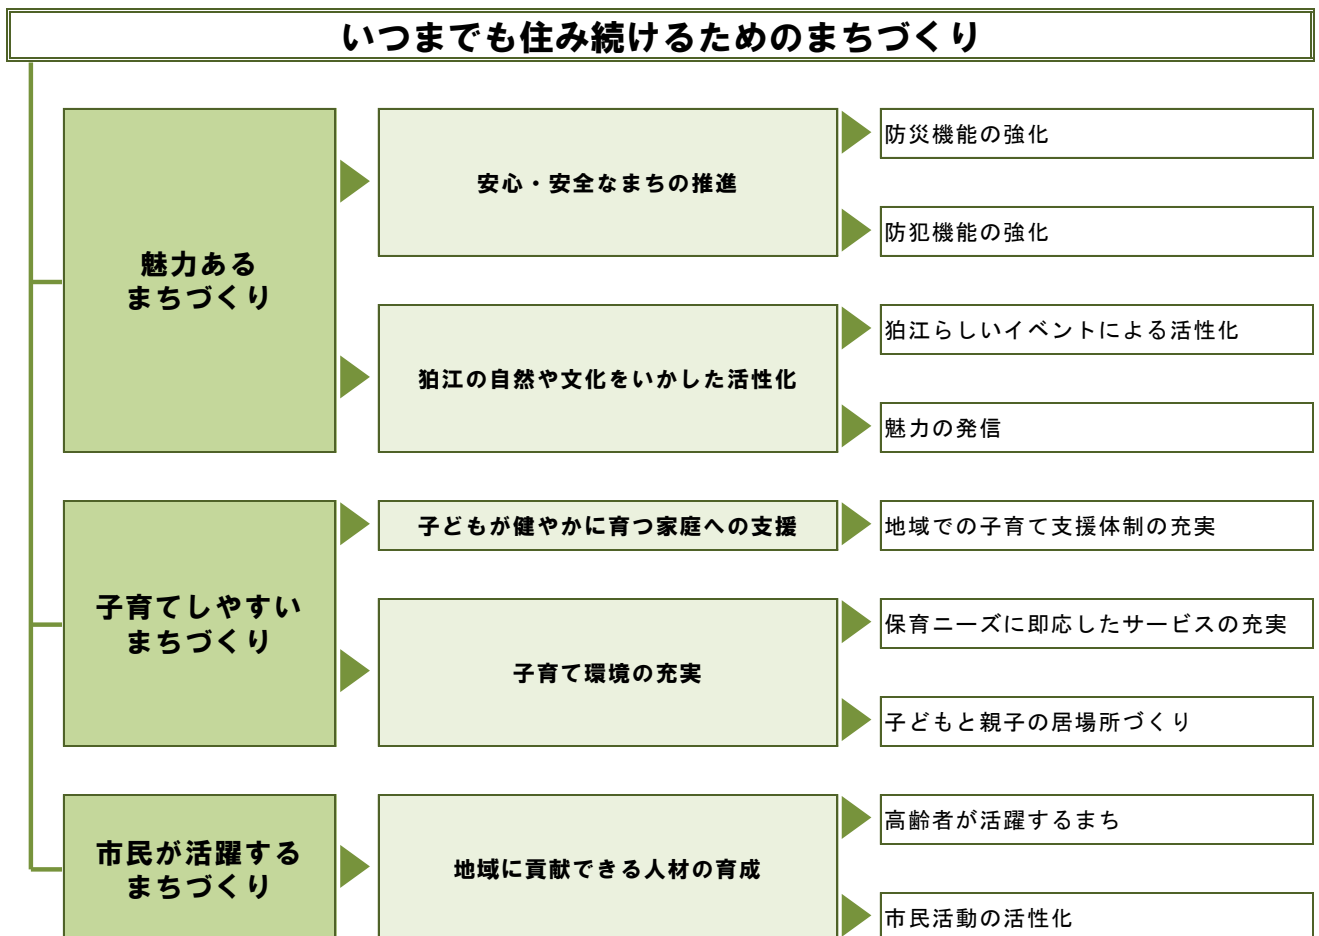 いつまでも住み続けるためのまちづくり
魅力ある
まちづくり
安心・安全なまちの推進
防災機能の強化
防犯機能の強化
狛江の自然や文化をいかした活性化
狛江らしいイベントによる活性化
魅力の発信
子育てしやすい
まちづくり
子どもが健やかに育つ家庭への支援
地域での子育て支援体制の充実
子育て環境の充実
保育ニーズに即応したサービスの充実
子どもと親子の居場所づくり
市民が活躍する
まちづくり
地域に貢献できる人材の育成
高齢者が活躍するまち
市民活動の活性化